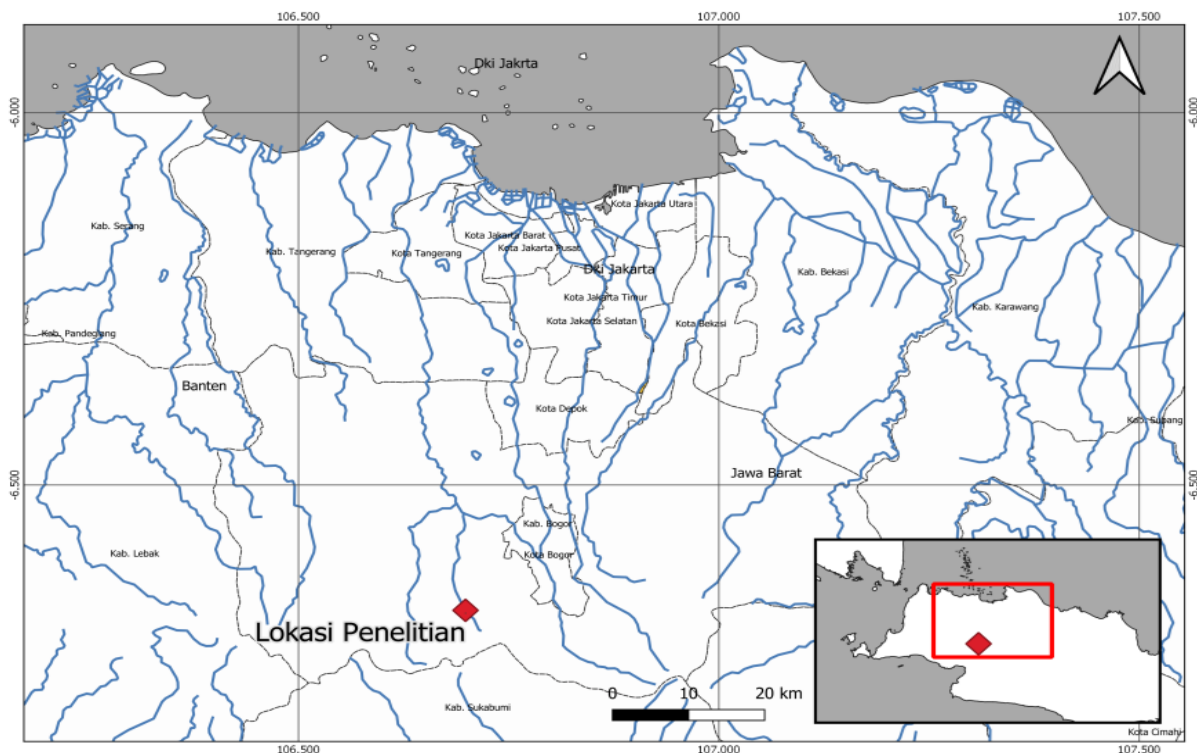 106.500
107.000
107.500
Dki Jakrta
-6.000
-6.000
Kota Jakarta Utara
Kab. Serang
Kota Jakarta Barat
Kab. Tangerang
Kota Tangerang
Kota Jakarta Pusat
Dki Jakarta
Kab. Bekasi
Kota Jakarta Timur
Kab. Karawang
Kota Jakarta Selatan
Kota Bekasi
Kab. Pandeglang
Banten
Kota Depok
Kab. Subang
Jawa Barat
-6.500
-6.500
Kab. Bogor
Kab. Lebak
Kota Bogor
Lokasi Penelitian
0 10 20 km
Kab. Sukabumi
Kota Cimahi
106.500
107.000
107.500